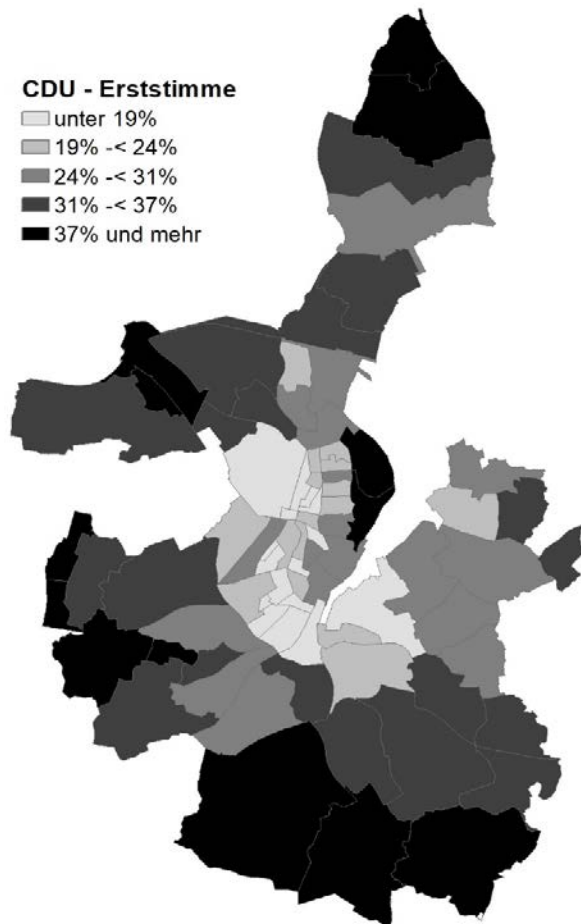 CDU - Erststimme
unter 19%
19% -< 24%
24% -< 31%
31% -< 37%
37% und mehr